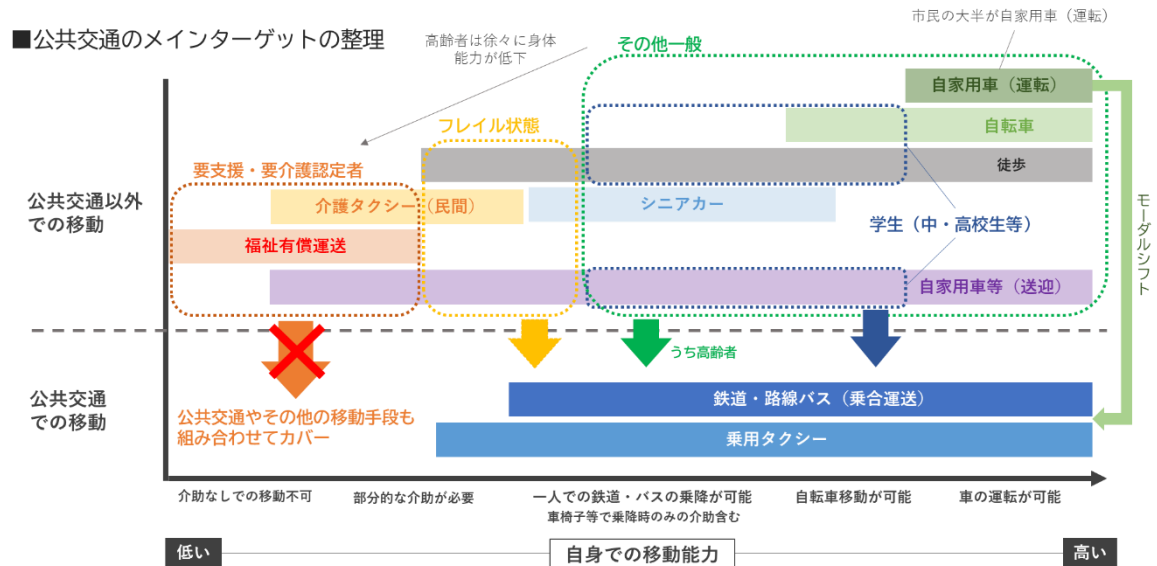 市民の大半が自家用車（運転）
■公共交通のメインターゲットの整理
高齢者は徐々に身体
能力が低下
その他一般
自家用車（運転）
フレイル状態
自転車
要支援・要介護認定者
徒歩
公共交通以外
での移動
介護タクシー（民間）
シニアカー
学生（中・高校生等）
福祉有償運送
自家用車等（送迎）
モーダルシフト
うち高齢者
公共交通
での移動
鉄道・路線バス（乗合運送）
公共交通やその他の移動手段も
組み合わせてカバー
乗用タクシー
介助なしでの移動不可
部分的な介助が必要
一人での鉄道・バスの乗降が可能
車椅子等で乗降時のみの介助含む
自転車移動が可能
車の運転が可能
低い
自身での移動能力
高い